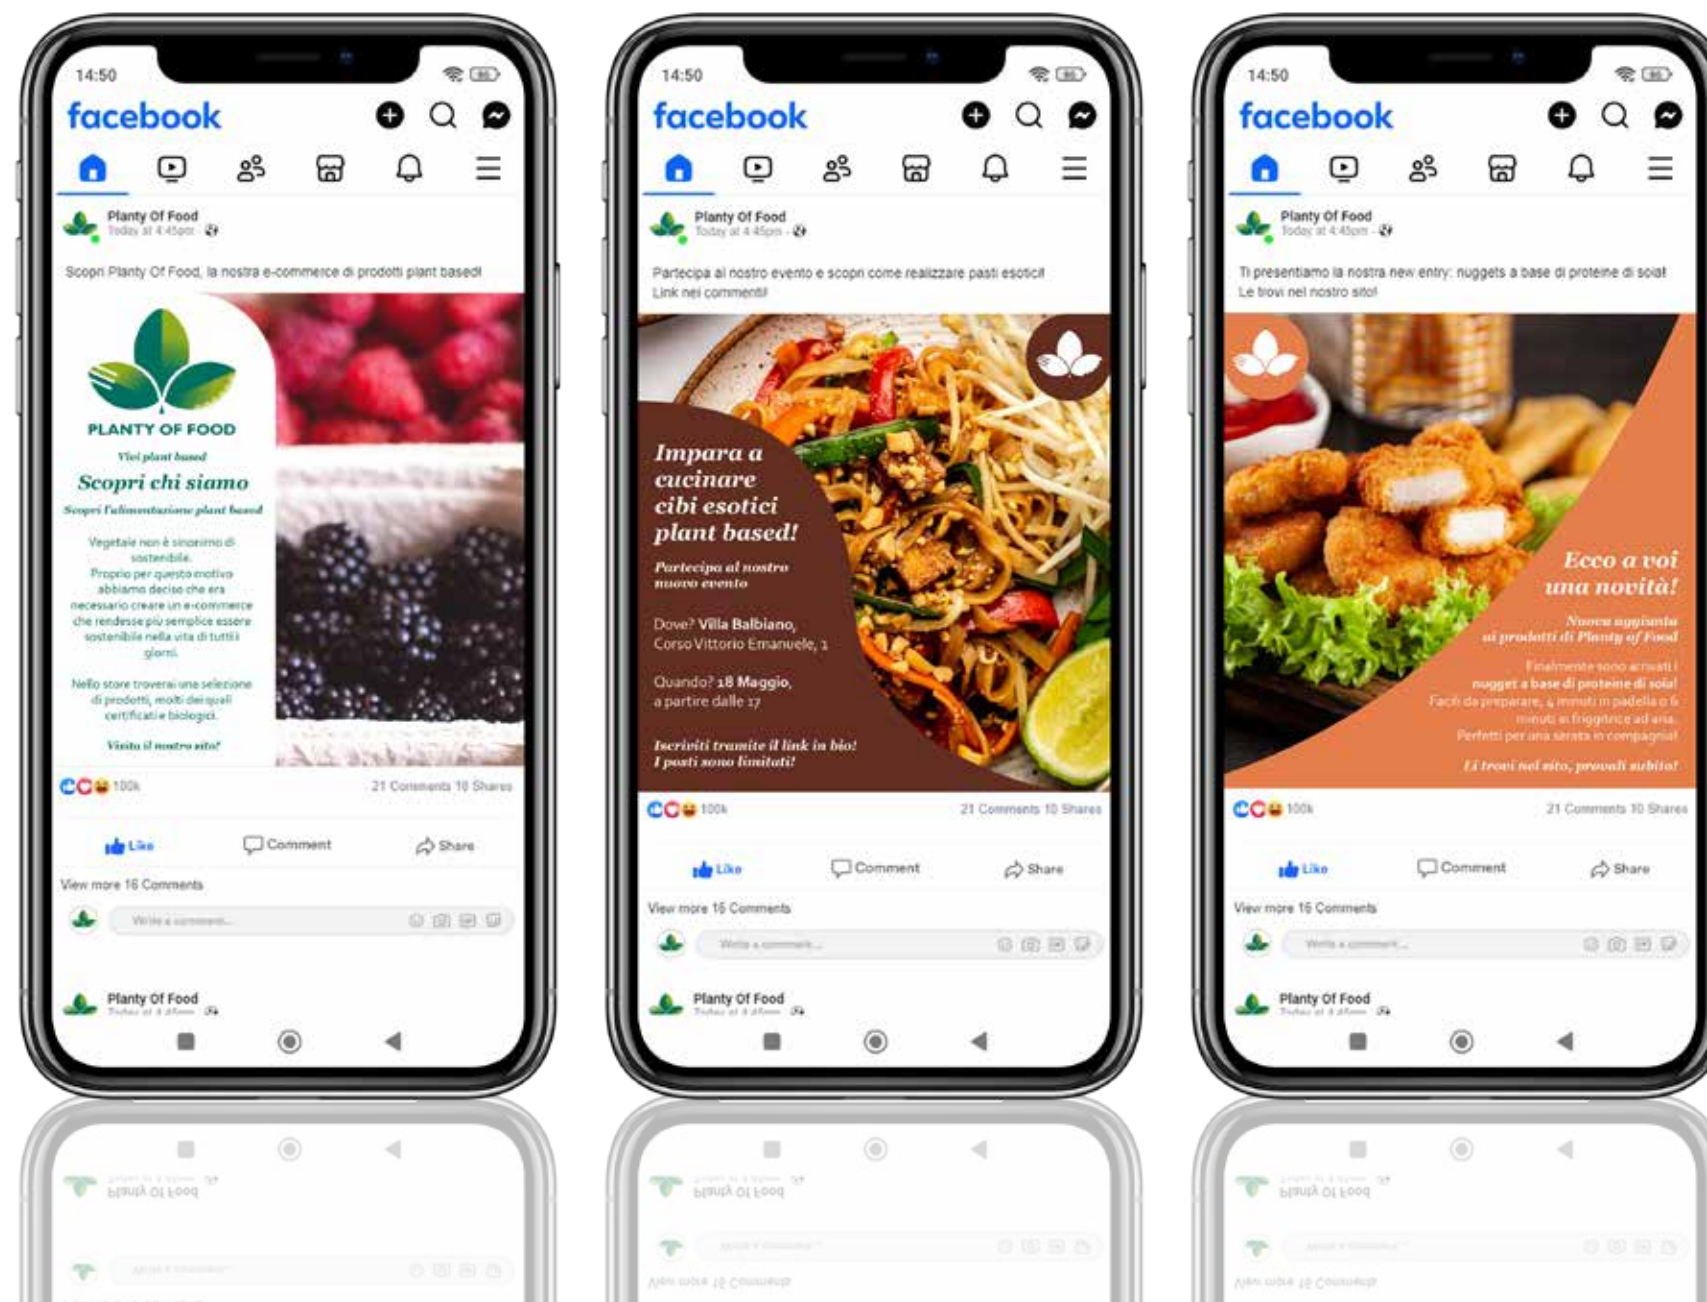 14:50
facebook
Planty Of Food
Today at 4:45pm
Scopri Planty Of Food, la nostra e-commerce di prodotti plant based!
PLANTY OF FOOD
Vivi plant based
Scopri chi siamo
Scopri l'alimentazione plant based
Vegetale non è sinonimo di
sostenibile.
Proprio per questo motivo
abbiamo deciso che era
necessario creare un e-commerce
che rendesse più semplice essere
sostenibile nella vita di tutti i
giorni.
Nello store troverai una selezione
di prodotti, molti dei quali
certificati e biologici.
Visita il nostro sito!
100k
21 Comments 10 Shares
Like
Comment
Share
View more 16 Comments
Write a comment...
Planty Of Food
Today at 4:45pm
14:50
facebook
Planty Of Food
Today at 4:45pm
Partecipa al nostro evento e scopri come realizzare pasti esotici!
Link nei commenti!
Impara a
cucinare
cibi esotici
plant based!
Partecipa al nostro
nuovo evento
Dove? Villa Balbiano,
Corso Vittorio Emanuele, 1
Quando? 18 Maggio,
a partire dalle 17
Iscriviti tramite il link in bio!
I posti sono limitati!
100k
21 Comments 10 Shares
Like
Comment
Share
View more 16 Comments
Write a comment...
Planty Of Food
Today at 4:45pm
14:50
facebook
Planty Of Food
Today at 4:45pm
Ti presentiamo la nostra new entry: nuggets a base di proteine di soia!
Le trovi nel nostro sito!
Ecco a voi
una novità!
Nuova aggiunta
ai prodotti di Planty of Food
Finalmente sono arrivati i
nugget a base di proteine di soia!
Facili da preparare, 4 minuti in padella o 6
minuti in friggitrice ad aria.
Perfetti per una serata in compagnia!
Li trovi nel sito, provali subito!
100k
21 Comments 10 Shares
Like
Comment
Share
View more 16 Comments
Write a comment...
Planty Of Food
Today at 4:45pm